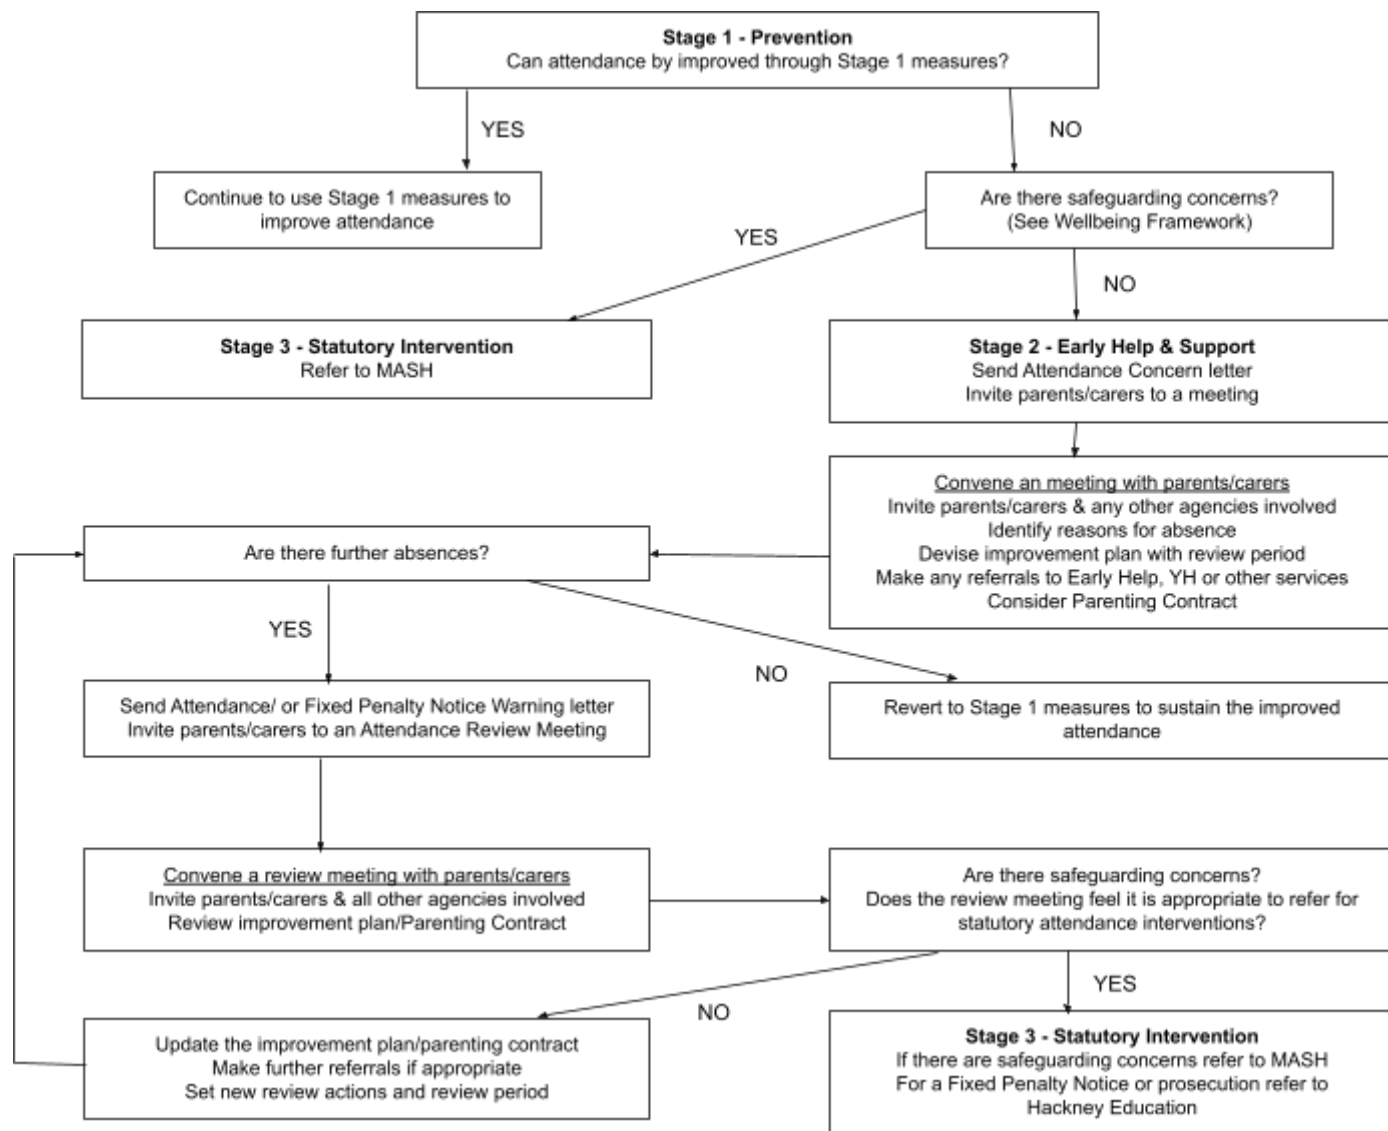 Stage 1 - Prevention
Can attendance by improved through Stage 1 measures?
YES
NO
Continue to use Stage 1 measures to
improve attendance
Are there safeguarding concerns?
(See Wellbeing Framework)
YES
NO
Stage 3 - Statutory Intervention
Refer to MASH
Stage 2 - Early Help & Support
Send Attendance Concern letter
Invite parents/carers to a meeting
Convene an meeting with parents/carers
Invite parents/carers & any other agencies involved
Identify reasons for absence
Devise improvement plan with review period
Make any referrals to Early Help, YH or other services
Consider Parenting Contract
Are there further absences?
YES
NO
Send Attendance/ or Fixed Penalty Notice Warning letter
Invite parents/carers to an Attendance Review Meeting
Revert to Stage 1 measures to sustain the improved
attendance
Convene a review meeting with parents/carers
Invite parents/carers & all other agencies involved
Review improvement plan/Parenting Contract
Are there safeguarding concerns?
Does the review meeting feel it is appropriate to refer for
statutory attendance interventions?
NO
YES
Update the improvement plan/parenting contract
Make further referrals if appropriate
Set new review actions and review period
Stage 3 - Statutory Intervention
If there are safeguarding concerns refer to MASH
For a Fixed Penalty Notice or prosecution refer to
Hackney Education